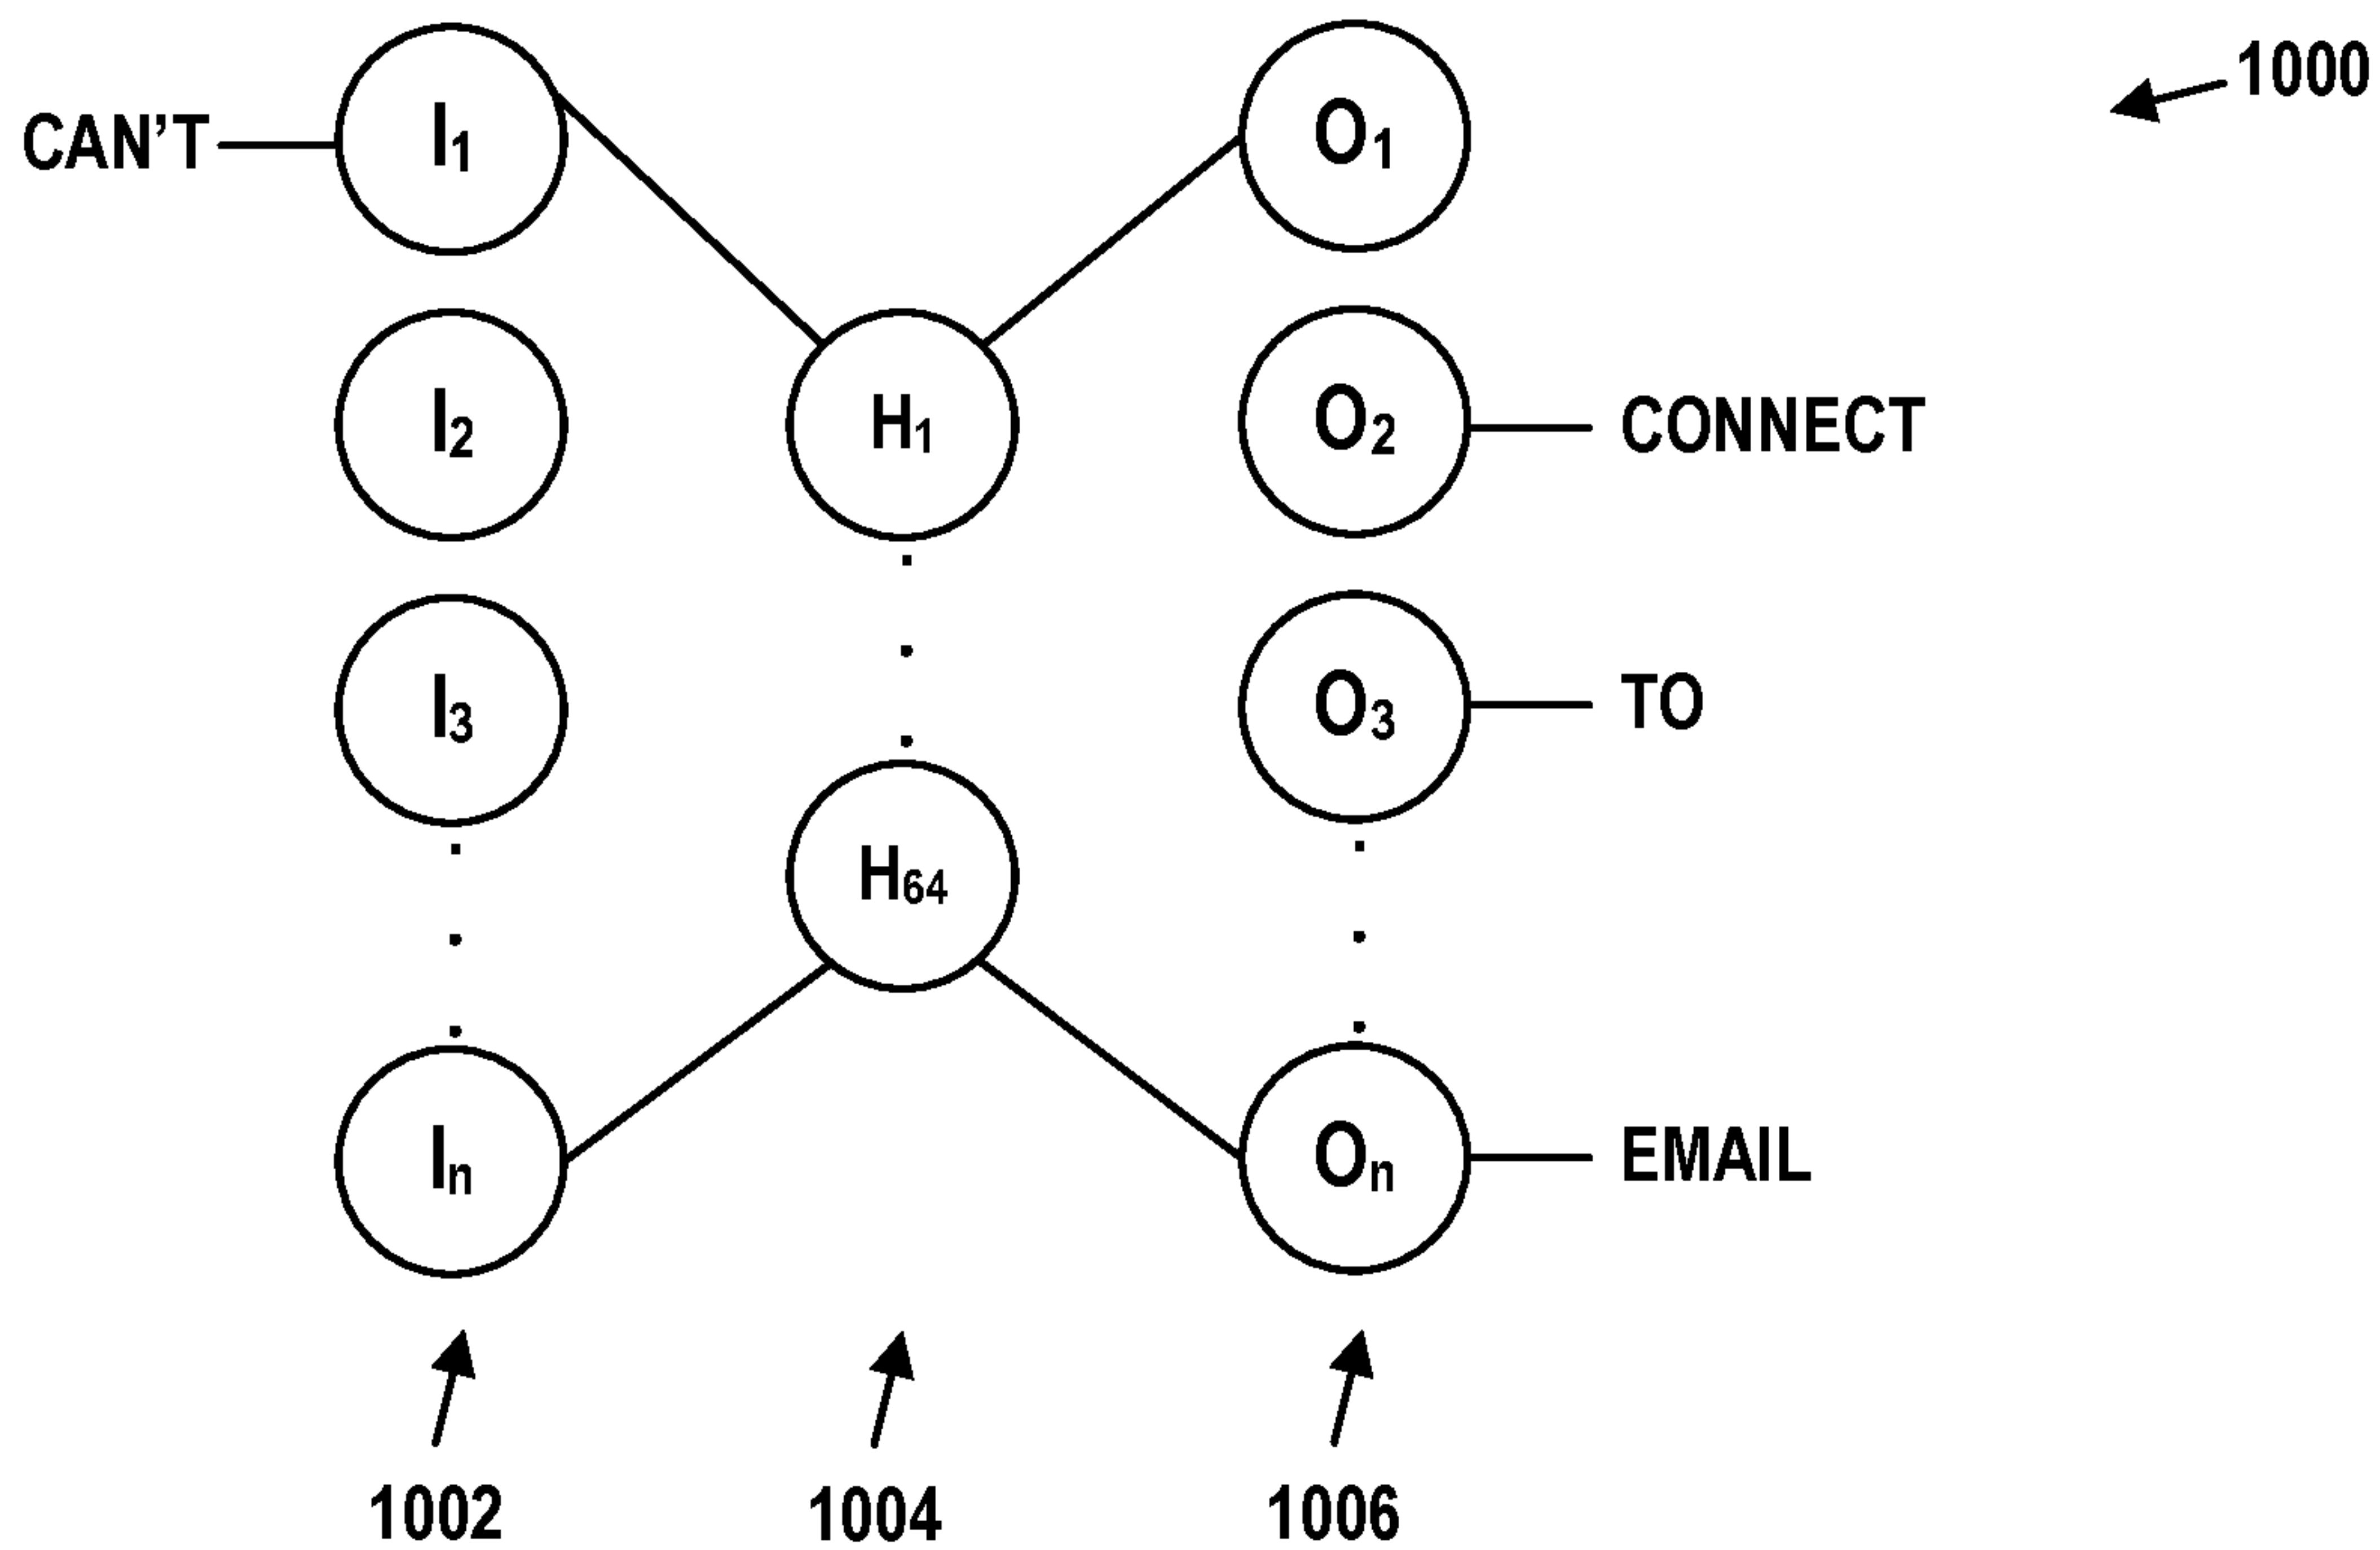 1000
CAN'T
I1
O1
I2
H1
O2
CONNECT
I3
O3
TO
H64
In
On
EMAIL
1002
1004
1006